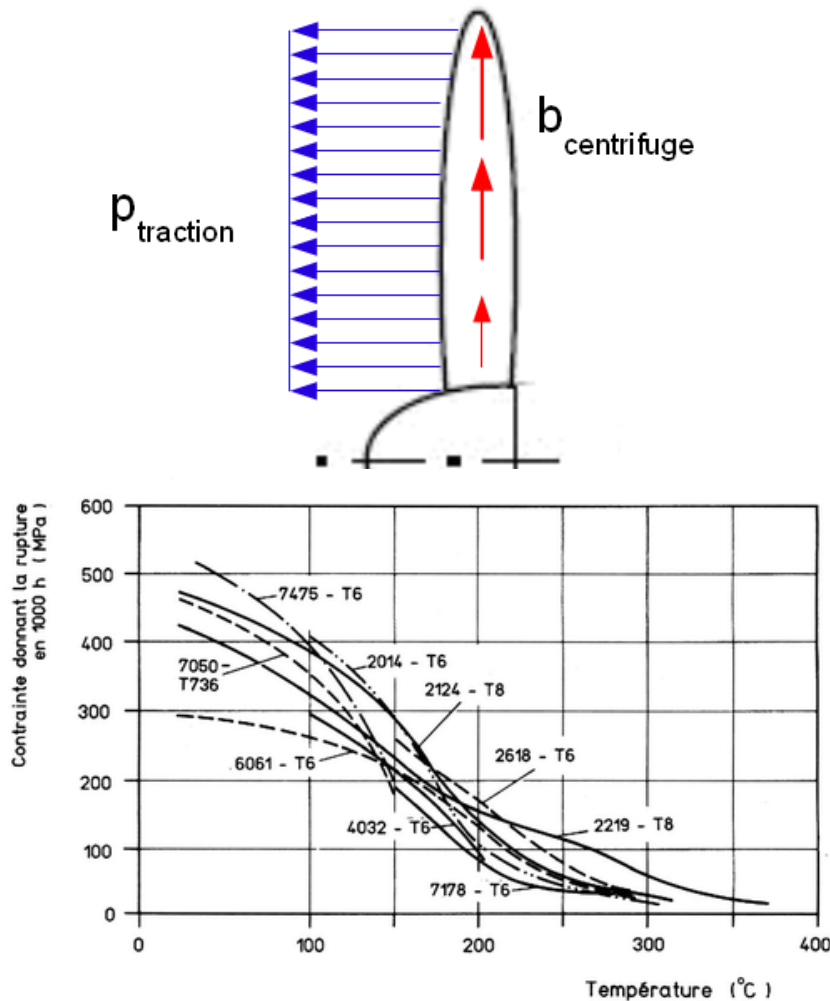 b
centrifuge
p
traction
Contrainte donnant la rupture
en 1000 h (MPa)
600
500
400
300
200
100
0
7475 - T6
2014 - T6
7050-
T736
2124 - T8
2618 - T6
6061 - T6
4032 - T6
2219 - T8
7178 - T6
0
100
200
300
400
Température (°C)